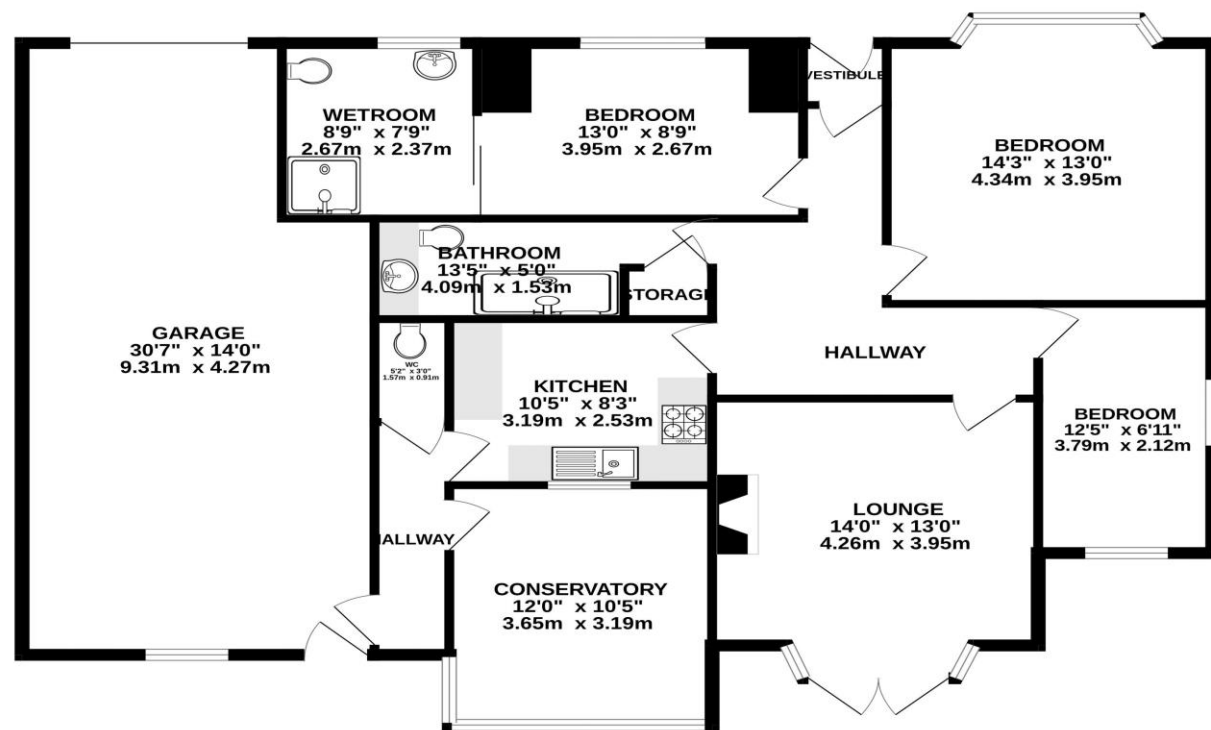 VESTIBULE
WETROOM
8'9" x 7'9"
2.67m x 2.37m
BEDROOM
13'0" x 8'9"
3.95m x 2.67m
BEDROOM
14'3" x 13'0"
4.34m x 3.95m
BATHROOM
13'5" x 5'0"
4.09m x 1.53m
STORAGE
GARAGE
30'7" x 14'0"
9.31m x 4.27m
WC
5'2" x 3'0"
1.57m x 0.91m
KITCHEN
10'5" x 8'3"
3.19m x 2.53m
HALLWAY
BEDROOM
12'5" x 6'11"
3.79m x 2.12m
LOUNGE
14'0" x 13'0"
4.26m x 3.95m
HALLWAY
CONSERVATORY
12'0" x 10'5"
3.65m x 3.19m